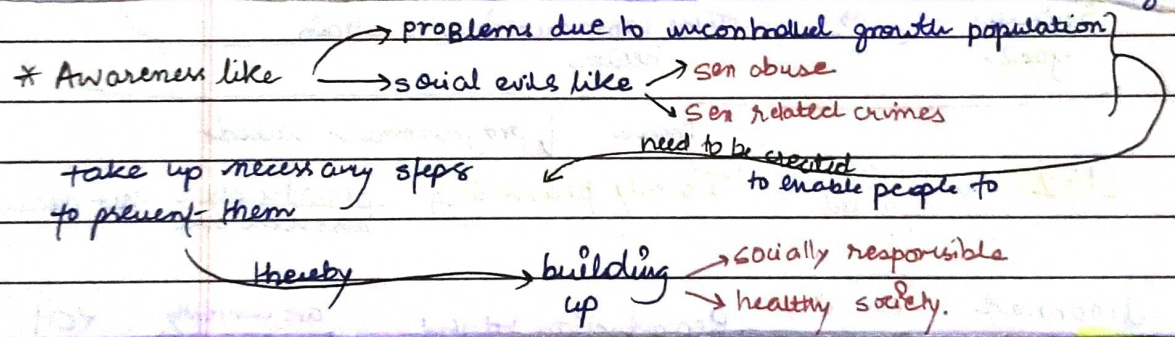 → problems due to uncontrolled growth population}
* Awareness like → social evils like → sex abuse
↘ sex related crimes
need to be created
to enable people to
take up necessary steps
to prevent them
thereby → building up → socially responsible
→ healthy society.